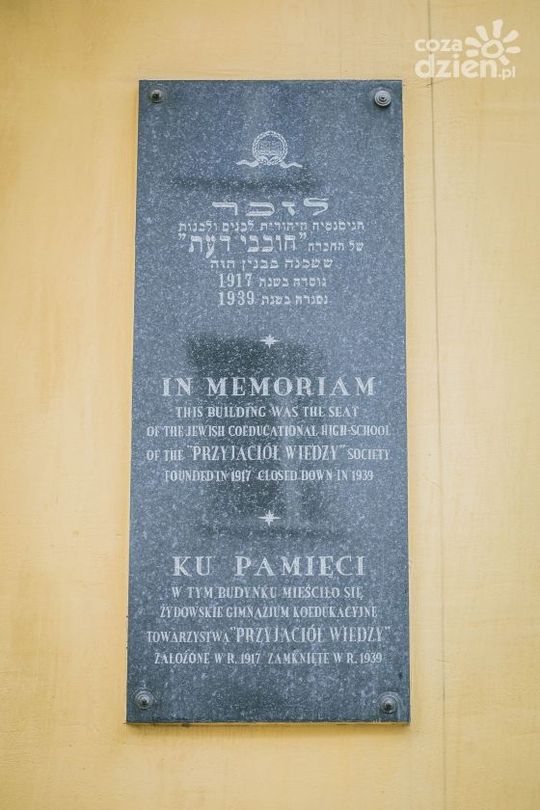 coza
dzien.pl
לזכר
הגימנסיה היהודית לבנים ולבנות
של החברה "חובבי דעת"
ששכנה בבנין הזה
נוסדה בשנת 1917
נסגרה בשנת 1939
IN MEMORIAM
THIS BUILDING WAS THE SEAT
OF THE JEWISH COEDUCATIONAL HIGH-SCHOOL
OF THE "PRZYJACIÓŁ WIEDZY" SOCIETY
FOUNDED IN 1917 CLOSED DOWN IN 1939
KU PAMIĘCI
W TYM BUDYNKU MIEŚCIŁO SIĘ
ŻYDOWSKIE GIMNAZIUM KOEDUKACYJNE
TOWARZYSTWA "PRZYJACIÓŁ WIEDZY"
ZAŁOŻONE W R. 1917 ZAMKNIĘTE W R. 1939